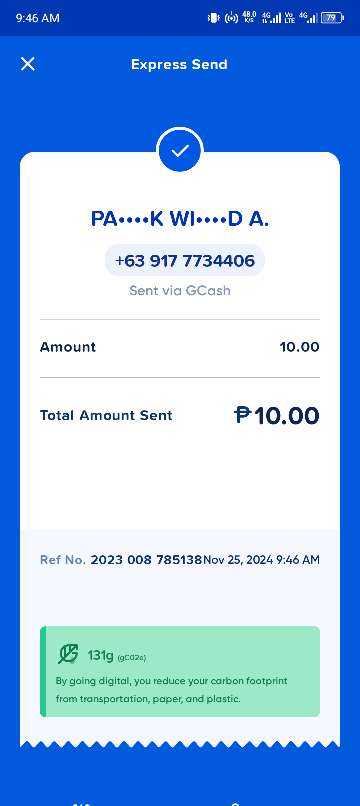 9:46 AM
48.0 K/S 4G Vo LTE 4G 79
Express Send
PA••••K WI••••D A.
+63 917 7734406
Sent via GCash
Amount 10.00
Total Amount Sent ₱10.00
Ref No. 2023 008 785138 Nov 25, 2024 9:46 AM
131g (gCO2e)
By going digital, you reduce your carbon footprint
from transportation, paper, and plastic.